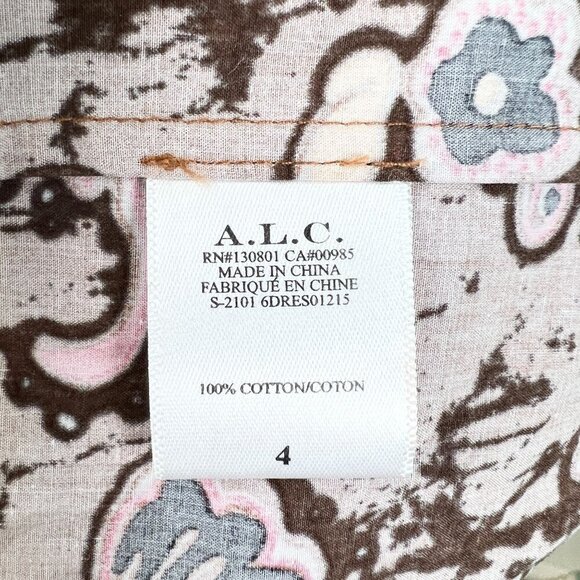 A.L.C.
RN#130801 CA#00985
MADE IN CHINA
FABRIQUÉ EN CHINE
S-2101 6DRES01215
100% COTTON/COTON
4